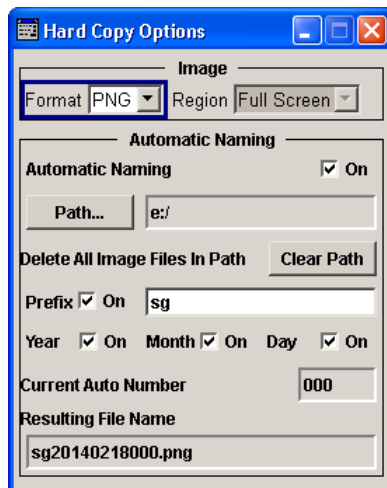 Hard Copy Options
Image
Format PNG Region Full Screen
Automatic Naming
Automatic Naming On
Path... e:/
Delete All Image Files In Path Clear Path
Prefix On sg
Year On Month On Day On
Current Auto Number 000
Resulting File Name
sg20140218000.png